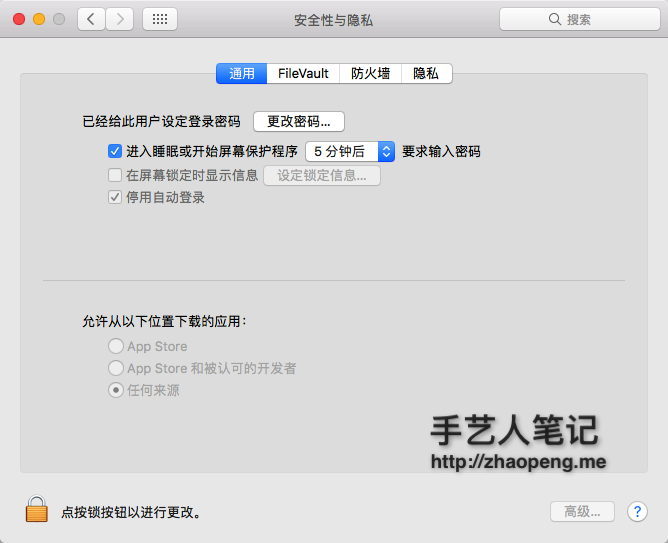 安全性与隐私
搜索
通用 FileVault 防火墙 隐私
已经给此用户设定登录密码 更改密码...
进入睡眠或开始屏幕保护程序 5 分钟后 要求输入密码
在屏幕锁定时显示信息 设定锁定信息...
停用自动登录
允许从以下位置下载的应用：
App Store
App Store 和被认可的开发者
任何来源
手艺人笔记
http://zhaopeng.me
点按锁按钮以进行更改。
高级... ?